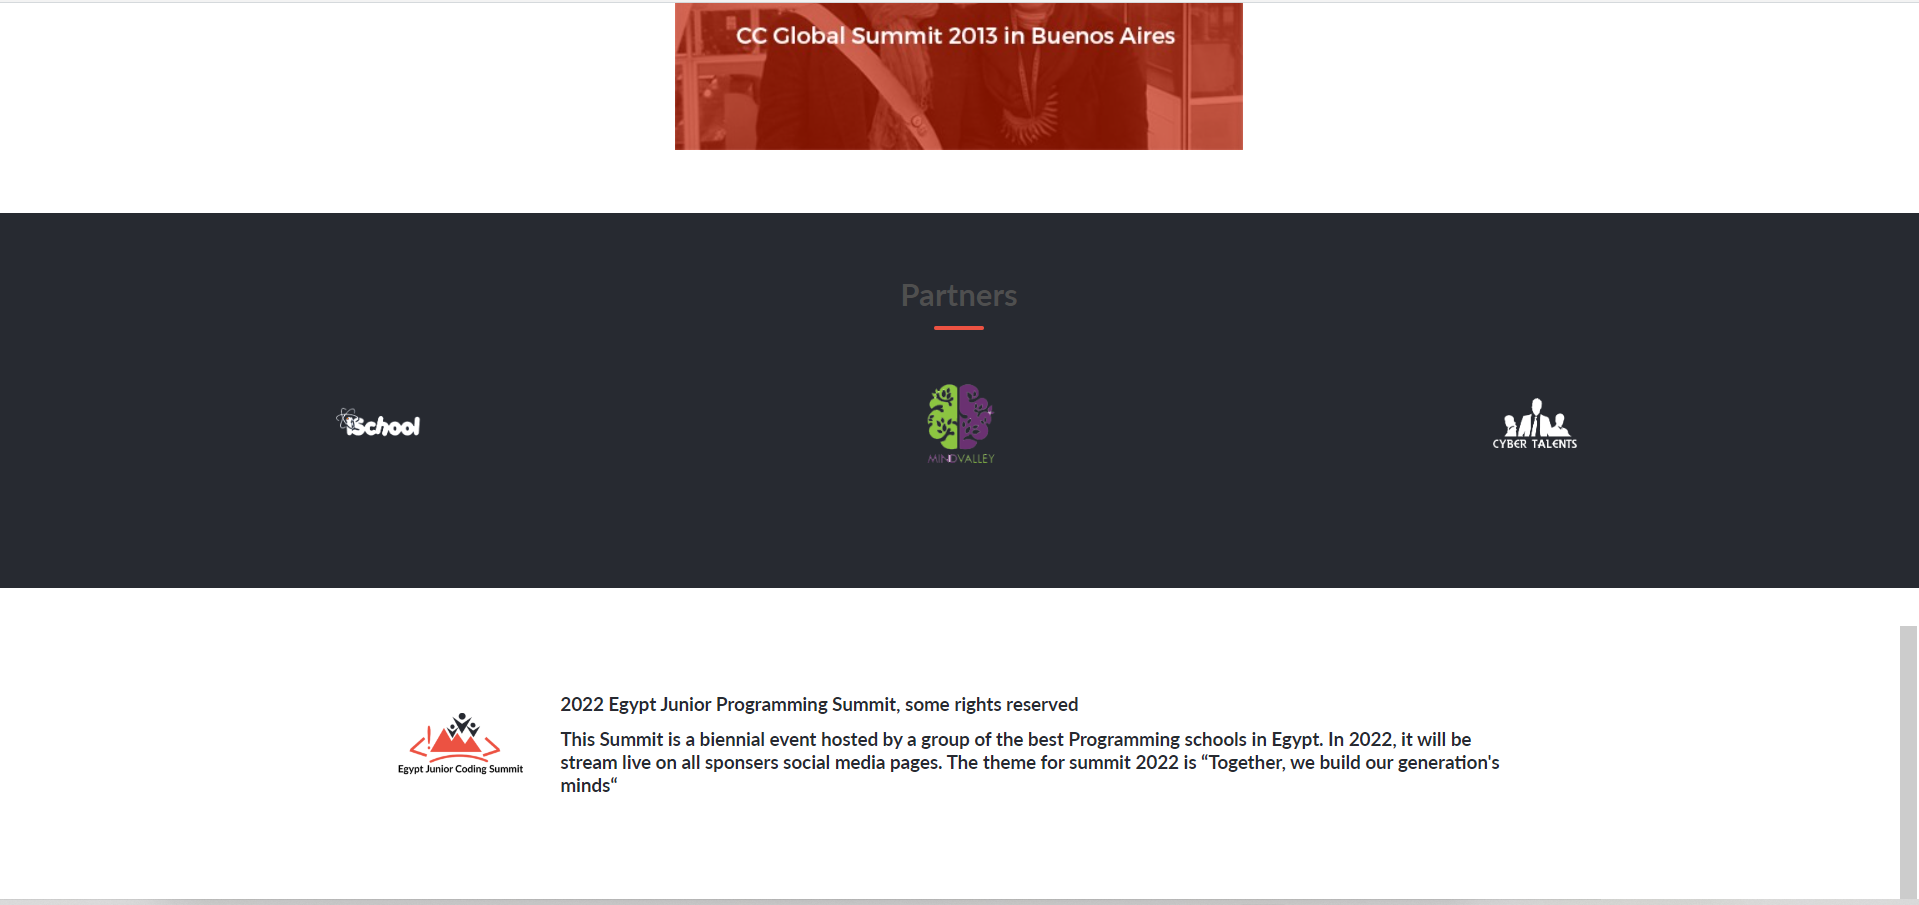 CC Global Summit 2013 in Buenos Aires
Partners
iSchool
MINDVALLEY
CYBER TALENTS
Egypt Junior Coding Summit
2022 Egypt Junior Programming Summit, some rights reserved
This Summit is a biennial event hosted by a group of the best Programming schools in Egypt. In 2022, it will be
stream live on all sponsers social media pages. The theme for summit 2022 is “Together, we build our generation's
minds“